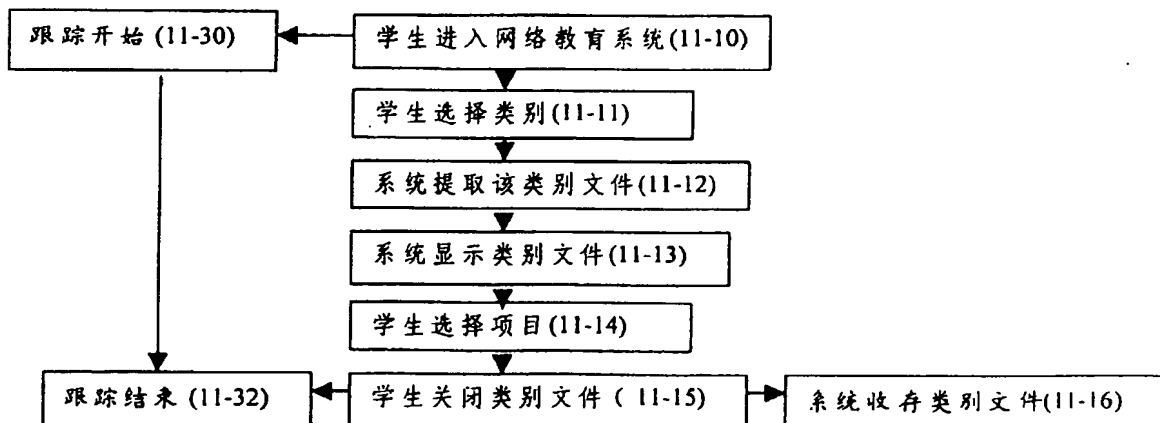 跟踪开始 (11-30)
学生进入网络教育系统(11-10)
学生选择类别(11-11)
系统提取该类别文件(11-12)
系统显示类别文件(11-13)
学生选择项目(11-14)
跟踪结束 (11-32)
学生关闭类别文件 ( 11-15)
系统收存类别文件(11-16)